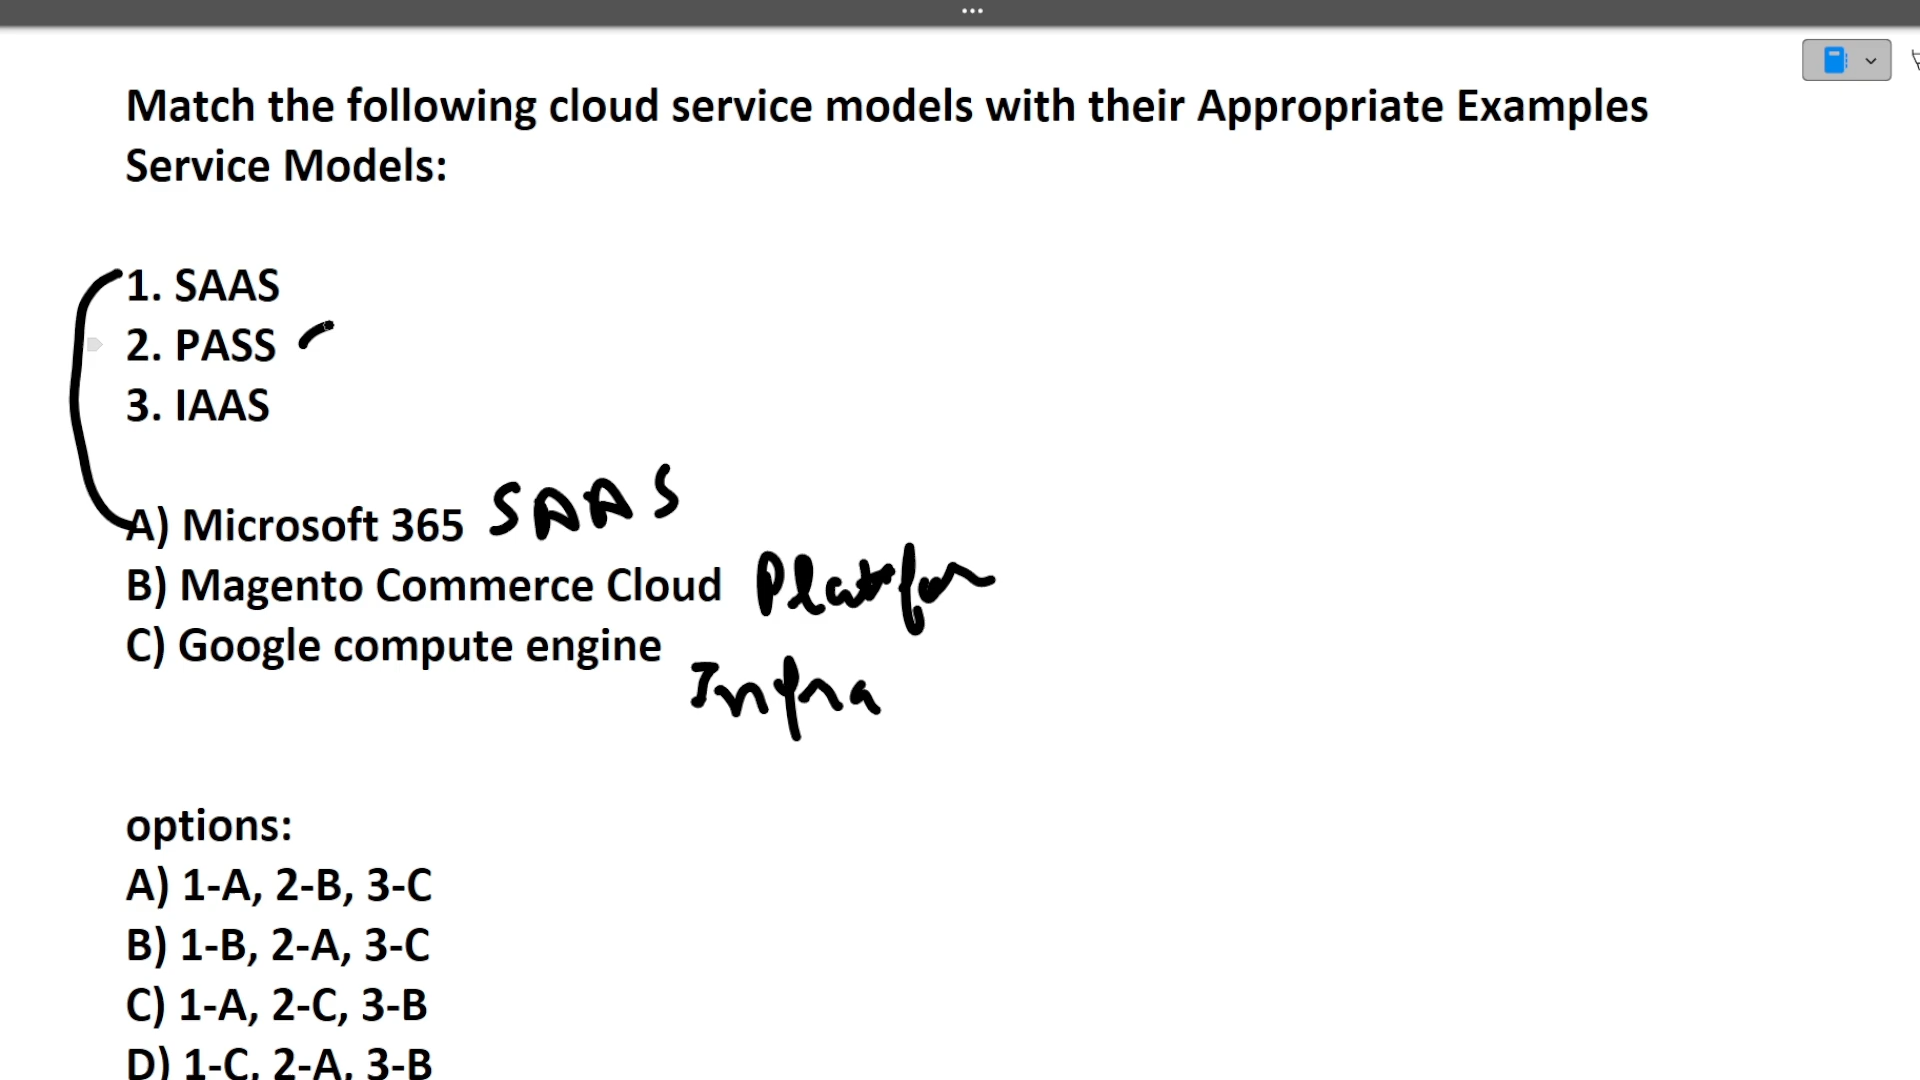 Match the following cloud service models with their Appropriate Examples
Service Models:
1. SAAS
2. PASS
3. IAAS
A) Microsoft 365 SAAS
B) Magento Commerce Cloud Platfor
C) Google compute engine
Infra
options:
A) 1-A, 2-B, 3-C
B) 1-B, 2-A, 3-C
C) 1-A, 2-C, 3-B
D) 1-C, 2-A, 3-B